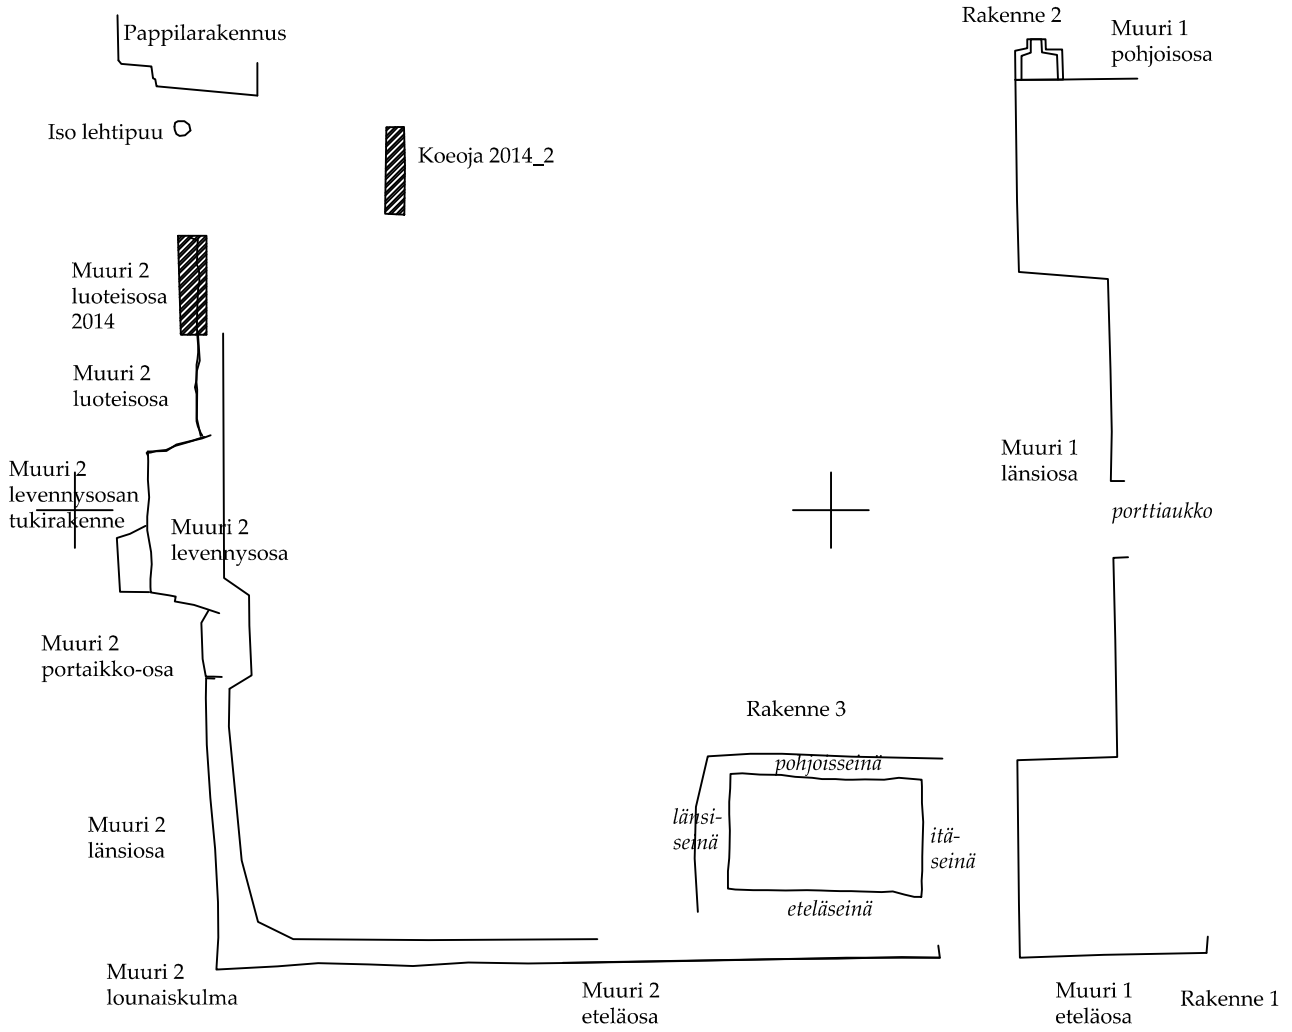 Pappilarakennus
Rakenne 2
Muuri 1
pohjoisosa
Iso lehtipuu
Koeoja 2014_2
Muuri 2
luoteisosa
2014
Muuri 2
luoteisosa
Muuri 1
länsiosa
Muuri 2
levennysosan
tukirakenne
porttiaukko
Muuri 2
levennysosa
Muuri 2
portaikko-osa
Rakenne 3
pohjoisseinä
länsi-
seinä
itä-
seinä
Muuri 2
länsiosa
eteläseinä
Muuri 2
lounaiskulma
Muuri 2
eteläosa
Muuri 1
eteläosa
Rakenne 1